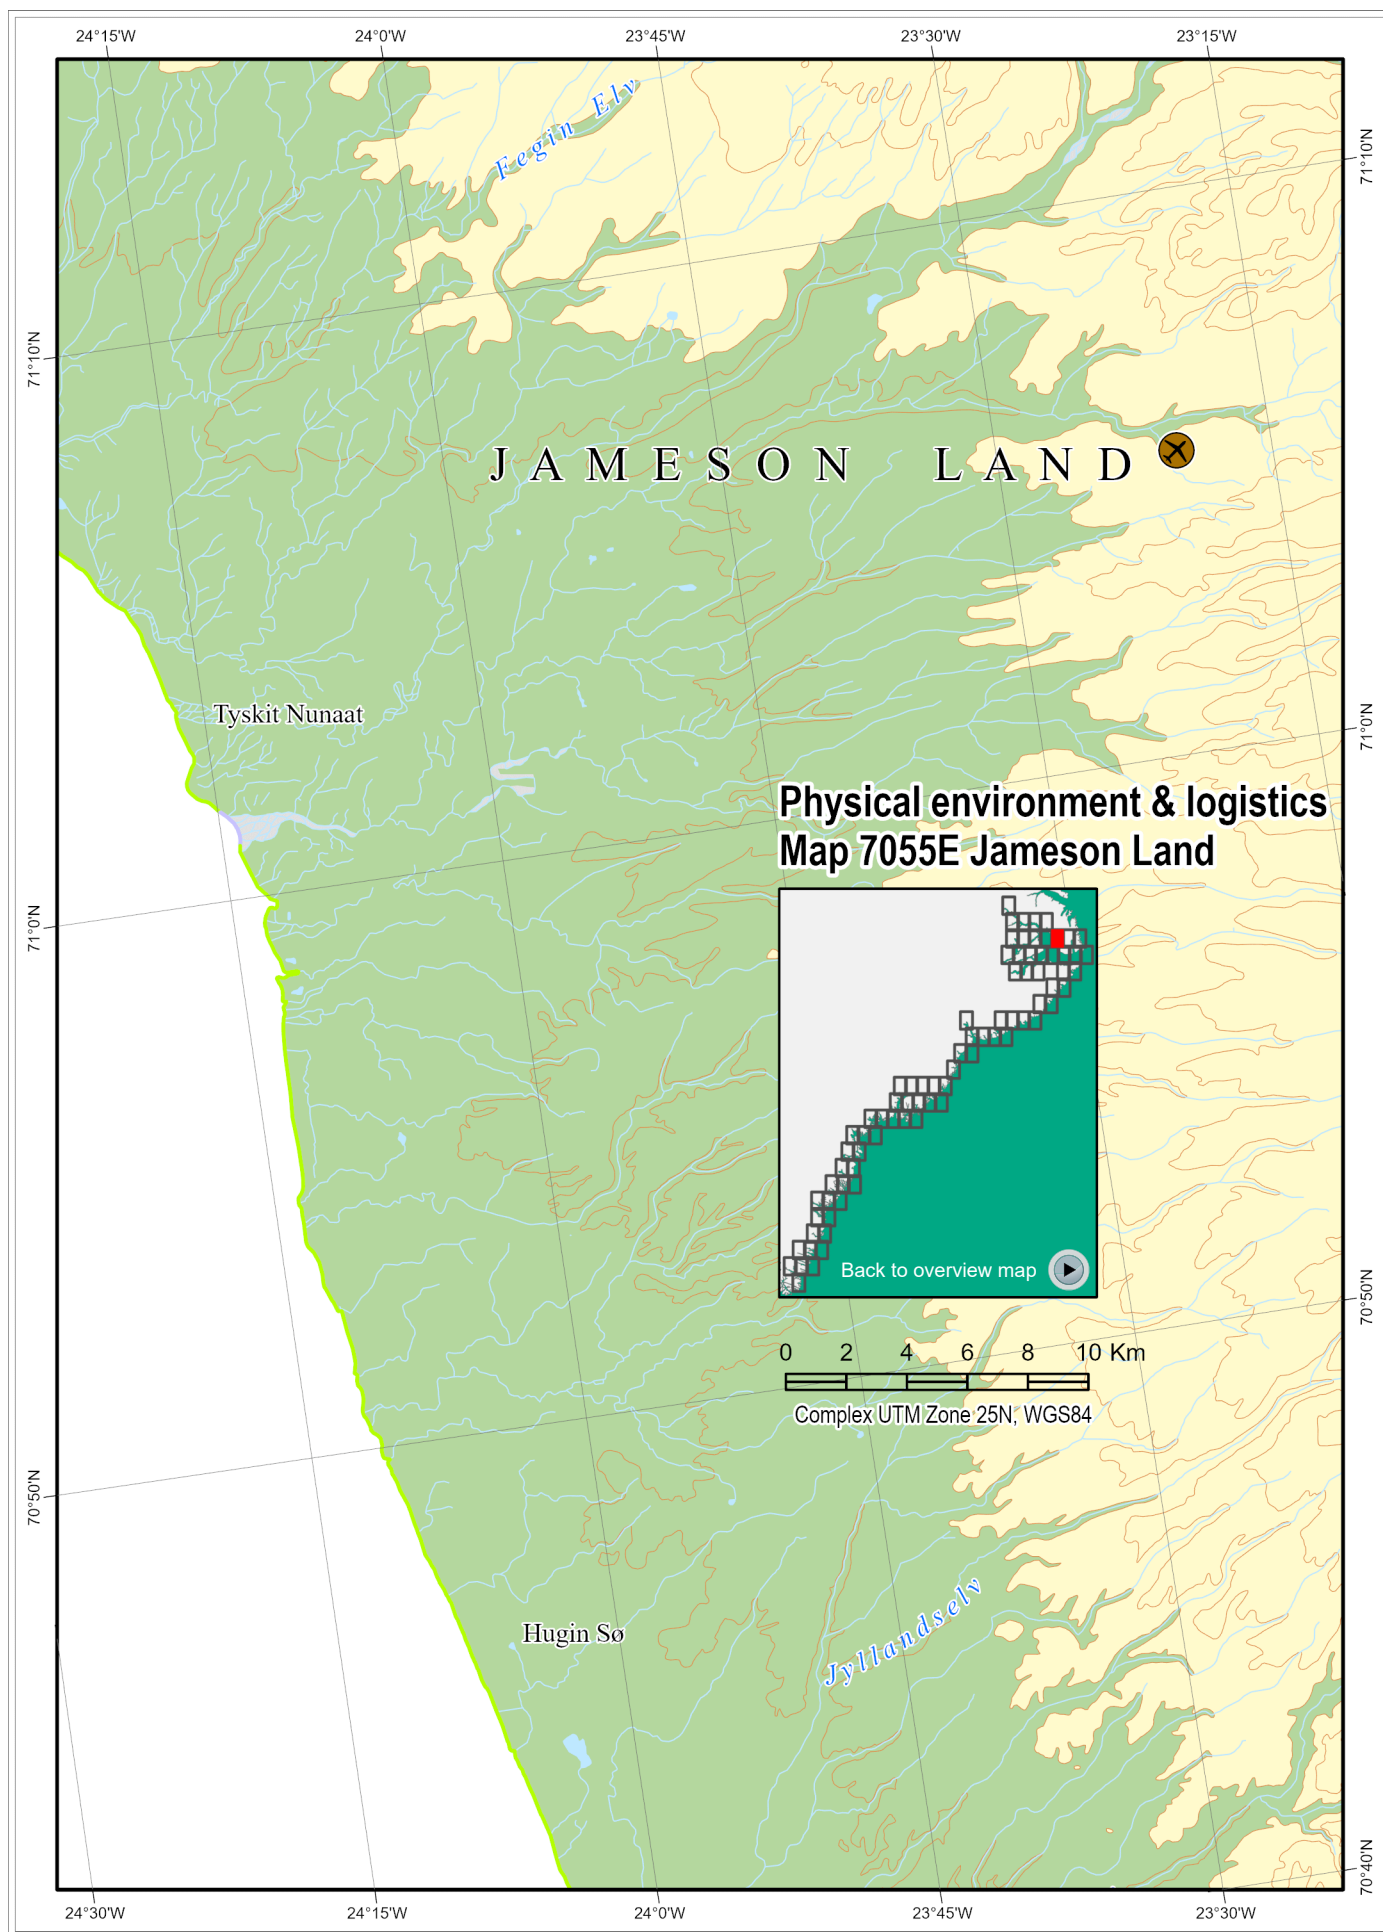 24°15'W
24°0'W
23°45'W
23°30'W
23°15'W
Fegin Elv
71°10'N
71°10'N
JAMESON LAND
Tyskit Nunaat
71°0'N
Physical environment & logistics
Map 7055E Jameson Land
71°0'N
Back to overview map
70°50'N
0 2 4 6 8 10 Km
Complex UTM Zone 25N, WGS84
70°50'N
Hugin Sø
Jyllandselv
70°40'N
24°30'W
24°15'W
24°0'W
23°45'W
23°30'W